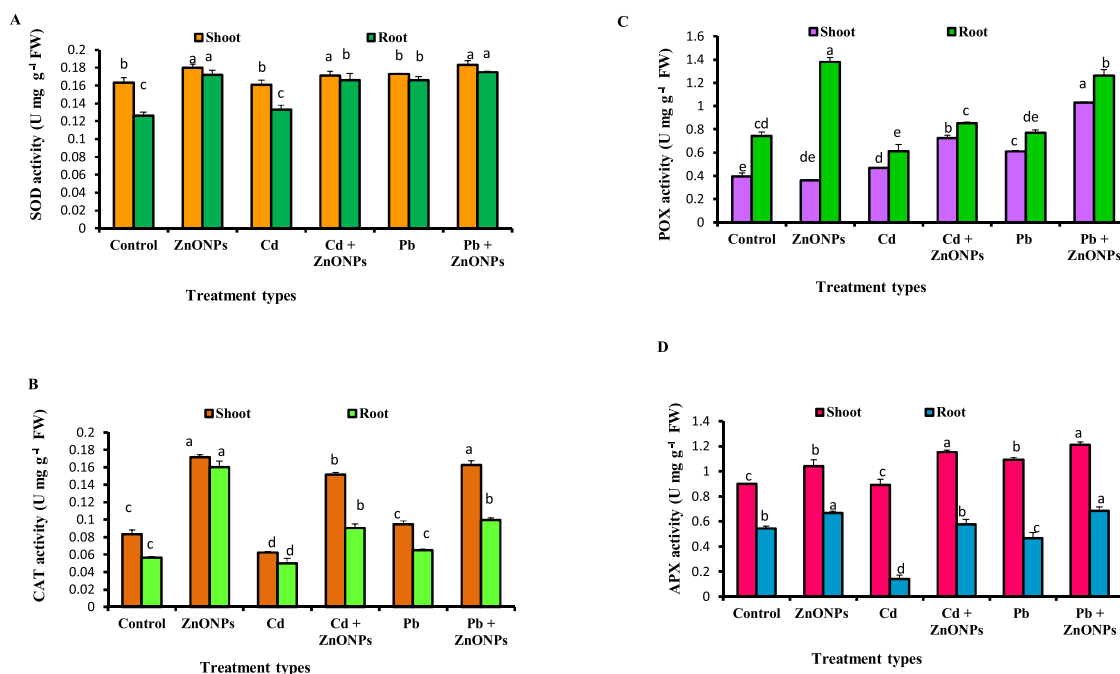 A
Shoot Root
SOD activity (U mg g⁻¹ FW)
0.2
0.18
0.16
0.14
0.12
0.1
0.08
0.06
0.04
0.02
0
b c a a b c a b b b a a
Control ZnONPs Cd Cd + ZnONPs Pb Pb + ZnONPs
Treatment types
B
Shoot Root
CAT activity (U mg g⁻¹ FW)
0.2
0.18
0.16
0.14
0.12
0.1
0.08
0.06
0.04
0.02
0
c c a a d d b b c c a b
Control ZnONPs Cd Cd + ZnONPs Pb Pb + ZnONPs
Treatment types
C
Shoot Root
POX activity (U mg g⁻¹ FW)
1.6
1.4
1.2
1
0.8
0.6
0.4
0.2
0
e cd de a d e b c c de a b
Control ZnONPs Cd Cd + ZnONPs Pb Pb + ZnONPs
Treatment types
D
Shoot Root
APX activity (U mg g⁻¹ FW)
1.4
1.2
1
0.8
0.6
0.4
0.2
0
c b b a c d a b b c a a
Control ZnONPs Cd Cd + ZnONPs Pb Pb + ZnONPs
Treatment types